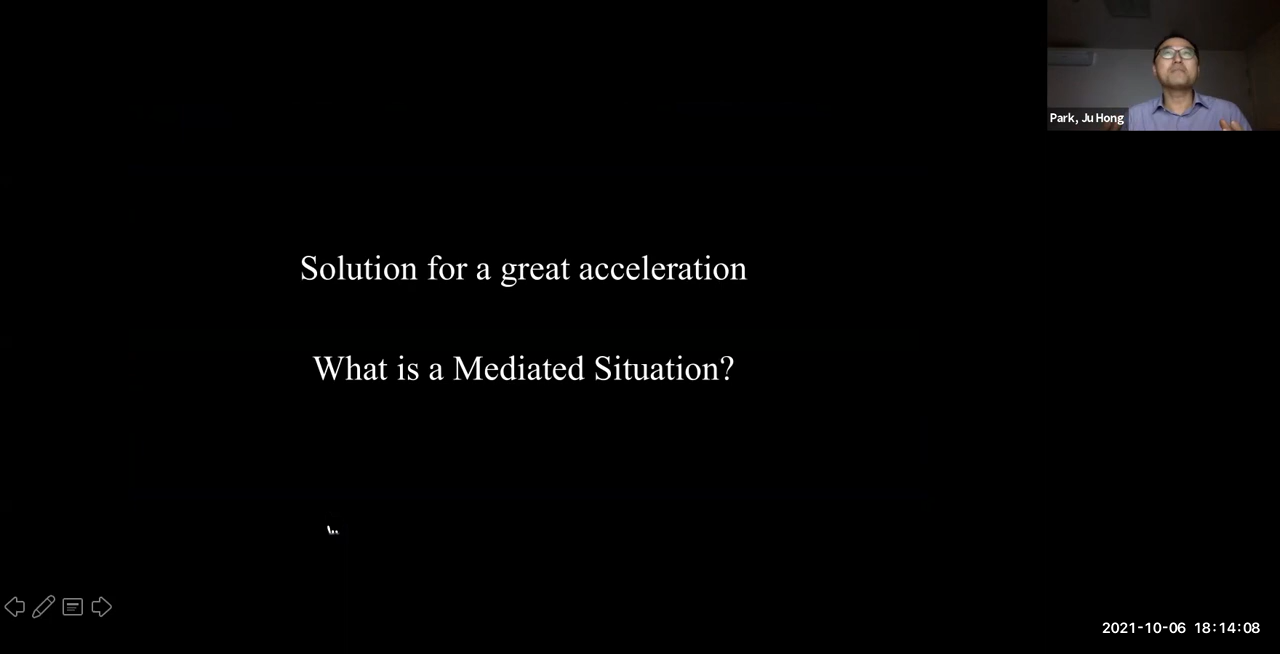 Park, Ju Hong
Solution for a great acceleration
What is a Mediated Situation?
2021-10-06 18:14:08